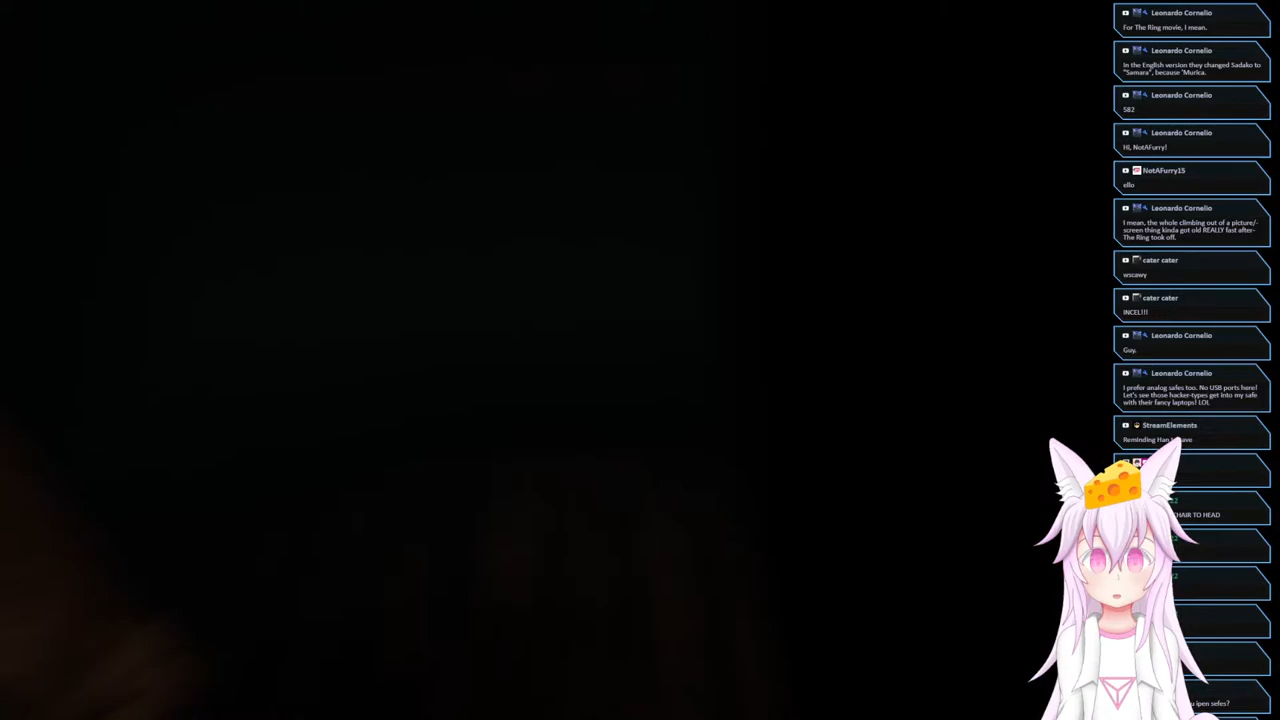 Leonardo Cornelio
For The Ring movie, I mean.
Leonardo Cornelio
In the English version they changed Sadako to
"Samara", because 'Murica.
Leonardo Cornelio
582
Leonardo Cornelio
Hi, NotAFurry!
NotAFurry15
ello
Leonardo Cornelio
I mean, the whole climbing out of a picture/-
screen thing kinda got old REALLY fast after-
The Ring took off.
cater cater
wscawy
cater cater
INCEL!!!
Leonardo Cornelio
Guy.
Leonardo Cornelio
I prefer analog safes too. No USB ports here!
Let's see those hacker-types get into my safe
with their fancy laptops! LOL
StreamElements
Reminding Han
CHAIR TO HEAD
ipen sefes?